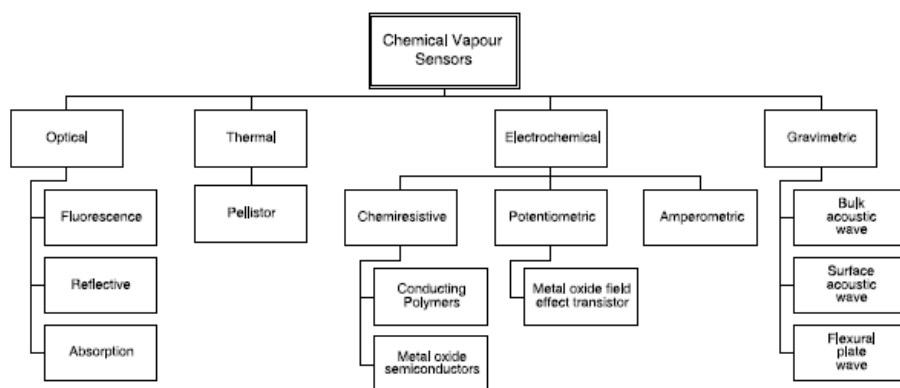 Chemical Vapour
Sensors
Optical
Thermal
Electrochemical
Gravimetric
Fluorescence
Reflective
Absorption
Pellistor
Chemiresistive
Potentiometric
Amperometric
Conducting
Polymers
Metal oxide
semiconductors
Metal oxide field
effect transistor
Bulk
acoustic
wave
Surface
acoustic
wave
Flexural
plate
wave